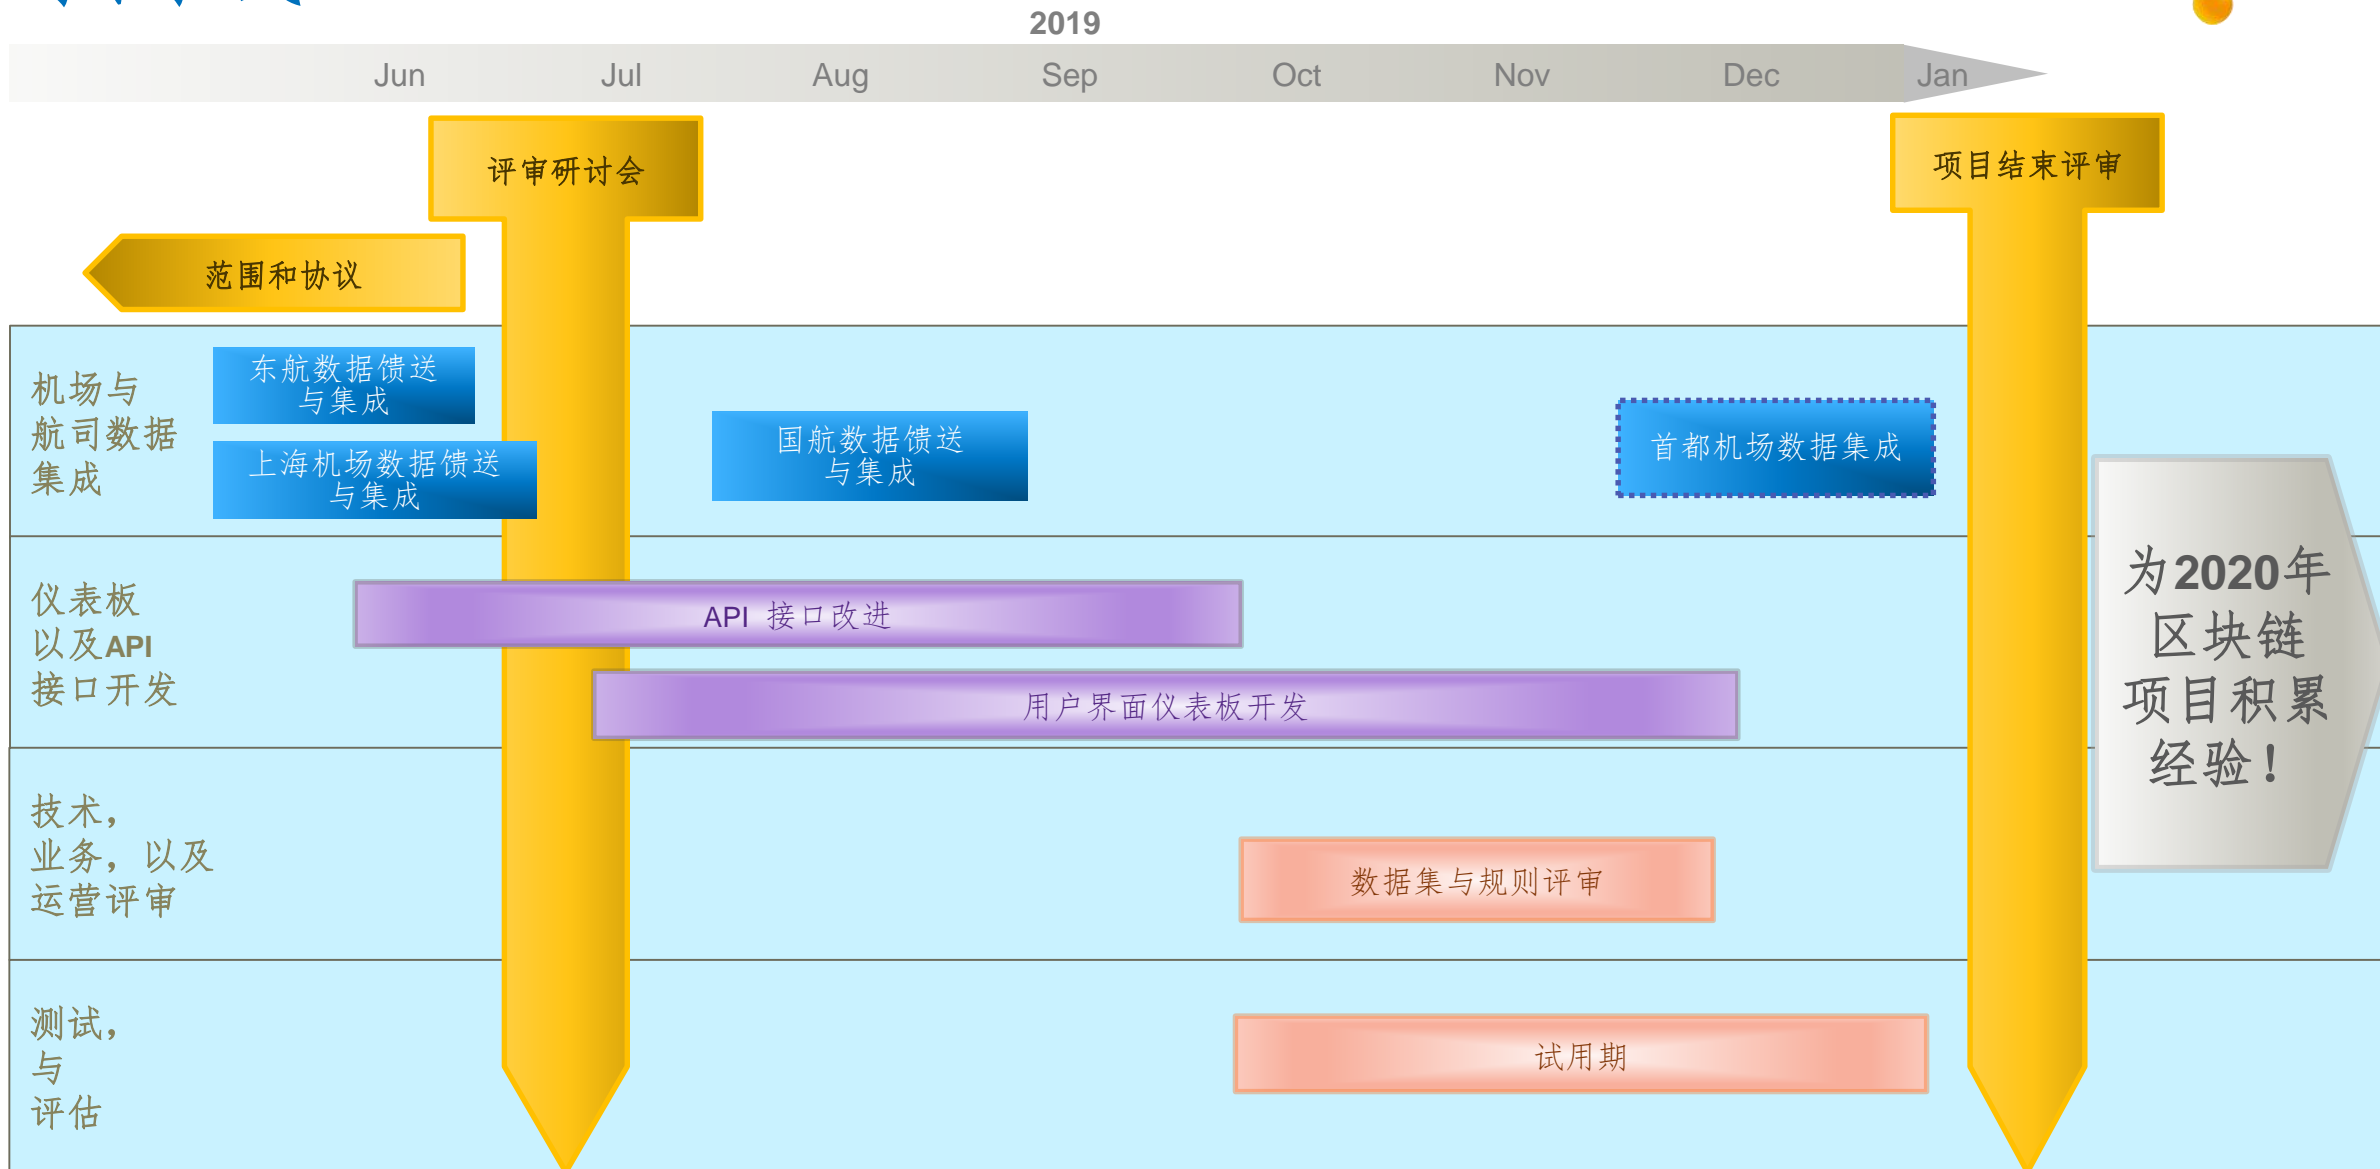 2019
Jun Jul Aug Sep Oct Nov Dec Jan
评审研讨会
项目结束评审
范围和协议
机场与
航司数据
集成
东航数据馈送
与集成
上海机场数据馈送
与集成
国航数据馈送
与集成
首都机场数据集成
仪表板
以及API
接口开发
API 接口改进
用户界面仪表板开发
技术，
业务，以及
运营评审
数据集与规则评审
测试，
与
评估
试用期
为2020年
区块链
项目积累
经验！